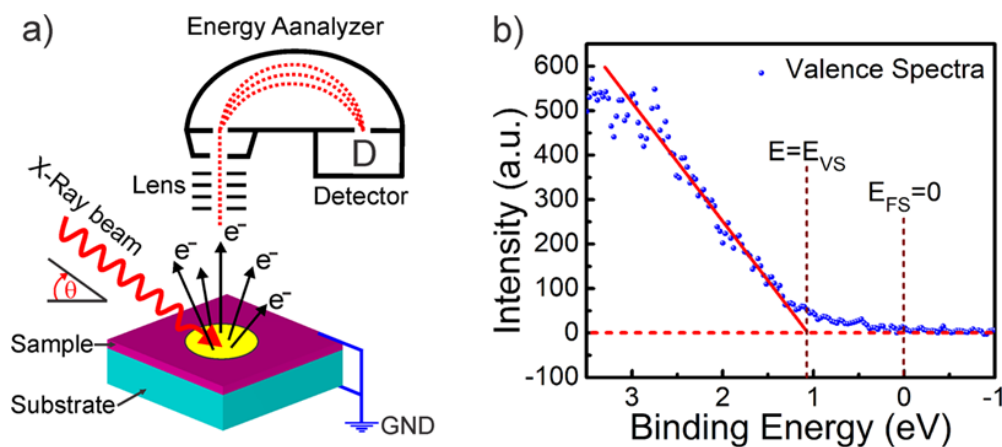 a)
Energy Aanalyzer
D
Lens
Detector
X-Ray beam
θ
e⁻
e⁻
e⁻
e⁻
e⁻
Sample
Substrate
GND
b)
Valence Spectra
E=E_VS
E_FS=0
600
500
400
300
200
100
0
-100
Intensity (a.u.)
3
2
1
0
-1
Binding Energy (eV)